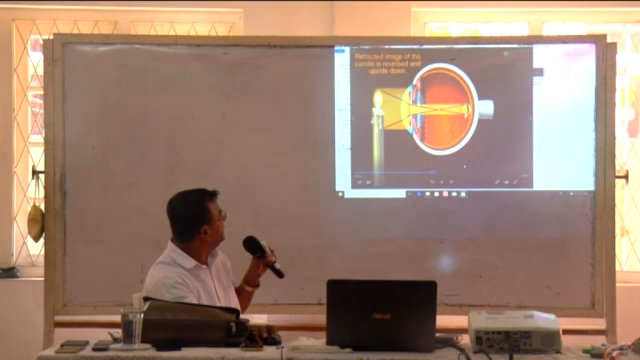 Refracted image of the
candle is reversed and
upside down.
ASUS